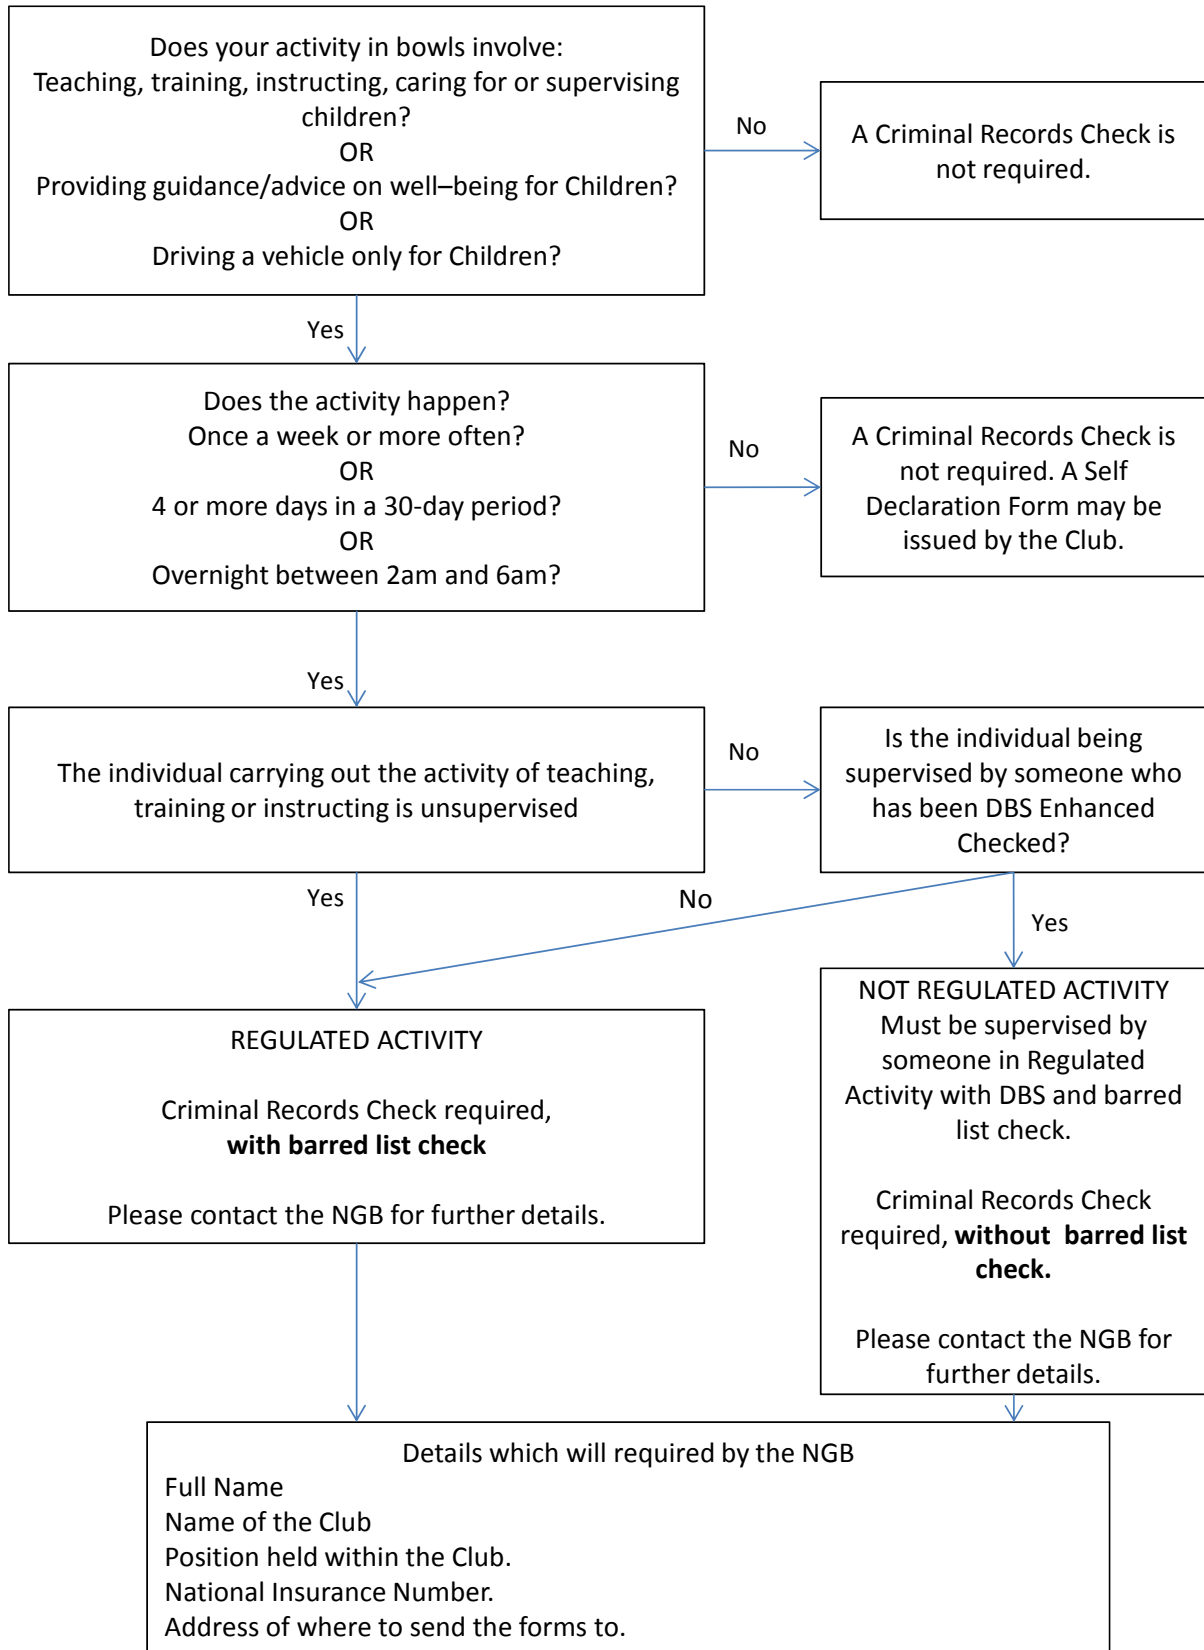 Does your activity in bowls involve:
Teaching, training, instructing, caring for or supervising
children?
OR
Providing guidance/advice on well–being for Children?
OR
Driving a vehicle only for Children?
No
A Criminal Records Check is
not required.
Yes
Does the activity happen?
Once a week or more often?
OR
4 or more days in a 30-day period?
OR
Overnight between 2am and 6am?
No
A Criminal Records Check is
not required. A Self
Declaration Form may be
issued by the Club.
Yes
The individual carrying out the activity of teaching,
training or instructing is unsupervised
No
Is the individual being
supervised by someone who
has been DBS Enhanced
Checked?
Yes
No
Yes
REGULATED ACTIVITY
Criminal Records Check required,
with barred list check
Please contact the NGB for further details.
NOT REGULATED ACTIVITY
Must be supervised by
someone in Regulated
Activity with DBS and barred
list check.
Criminal Records Check
required, without  barred list
check.
Please contact the NGB for
further details.
Details which will required by the NGB
Full Name
Name of the Club
Position held within the Club.
National Insurance Number.
Address of where to send the forms to.